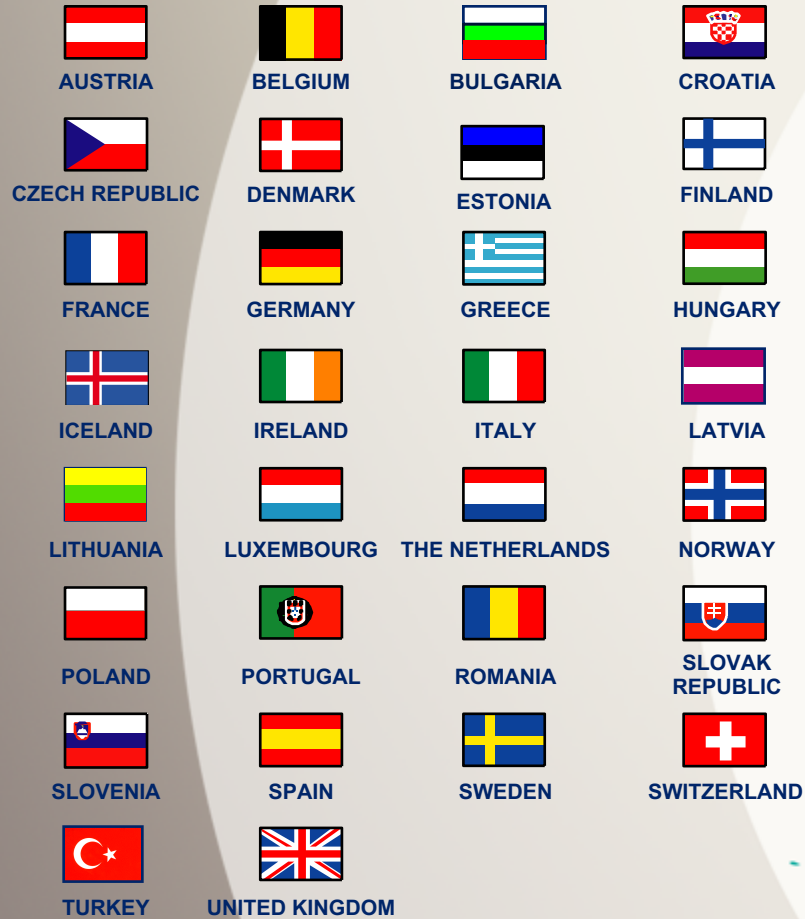 AUSTRIA
BELGIUM
BULGARIA
CROATIA
CZECH REPUBLIC
DENMARK
ESTONIA
FINLAND
FRANCE
GERMANY
GREECE
HUNGARY
ICELAND
IRELAND
ITALY
LATVIA
LITHUANIA
LUXEMBOURG
THE NETHERLANDS
NORWAY
POLAND
PORTUGAL
ROMANIA
SLOVAK
REPUBLIC
SLOVENIA
SPAIN
SWEDEN
SWITZERLAND
TURKEY
UNITED KINGDOM